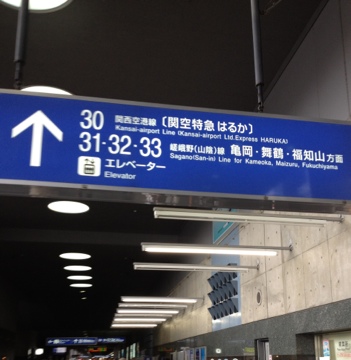 30 関西空港線〔関空特急 はるか〕
Kansai-airport Line (Kansai-airport Ltd.Express HARUKA)
31・32・33 嵯峨野(山陰)線 亀岡・舞鶴・福知山方面
Sagano(San-in) Line for Kameoka, Maizuru, Fukuchiyama
エレベーター
Elevator